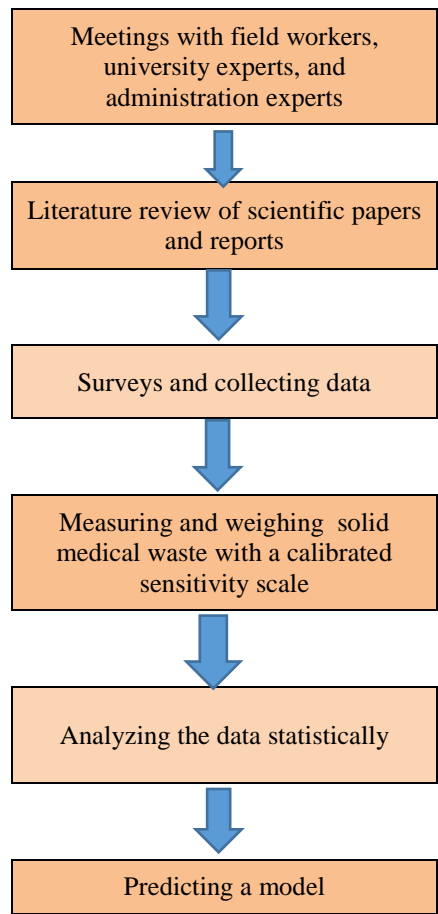 Meetings with field workers,
university experts, and
administration experts
Literature review of scientific papers
and reports
Surveys and collecting data
Measuring and weighing solid
medical waste with a calibrated
sensitivity scale
Analyzing the data statistically
Predicting a model